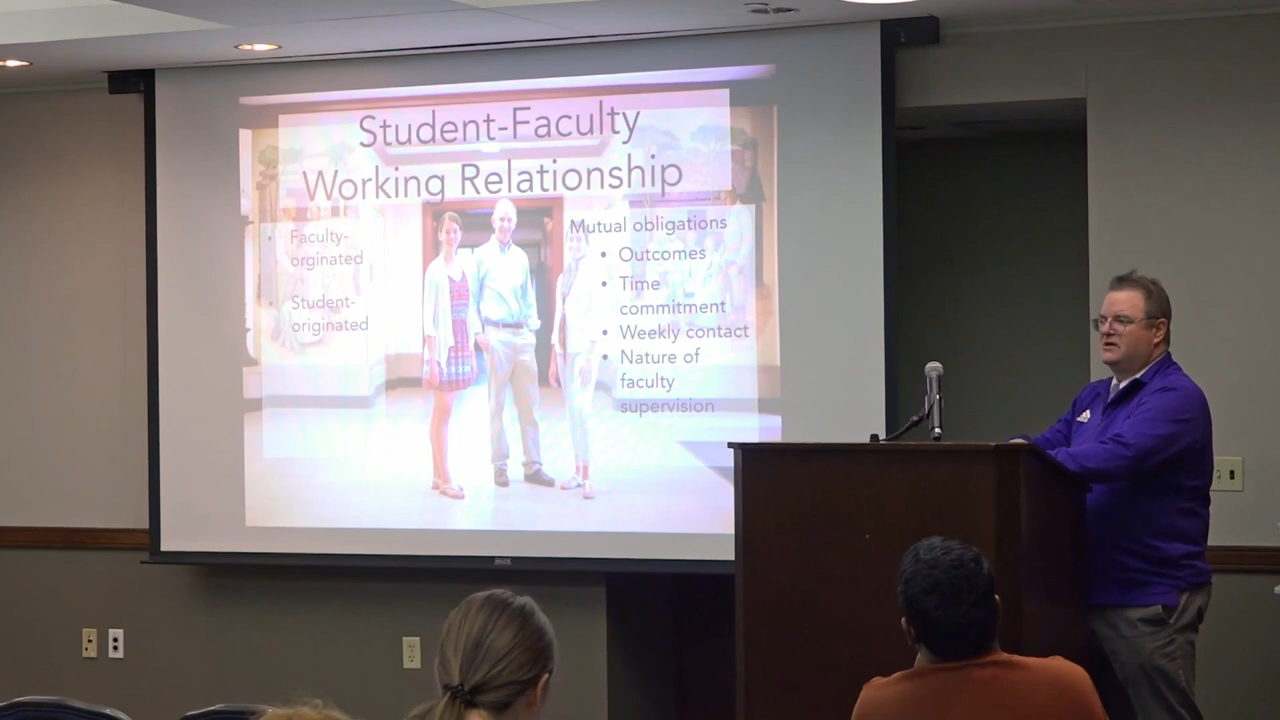 Student-Faculty
Working Relationship
Faculty-
orginated
Student-
originated
Mutual obligations
• Outcomes
• Time
commitment
• Weekly contact
• Nature of
faculty
supervision